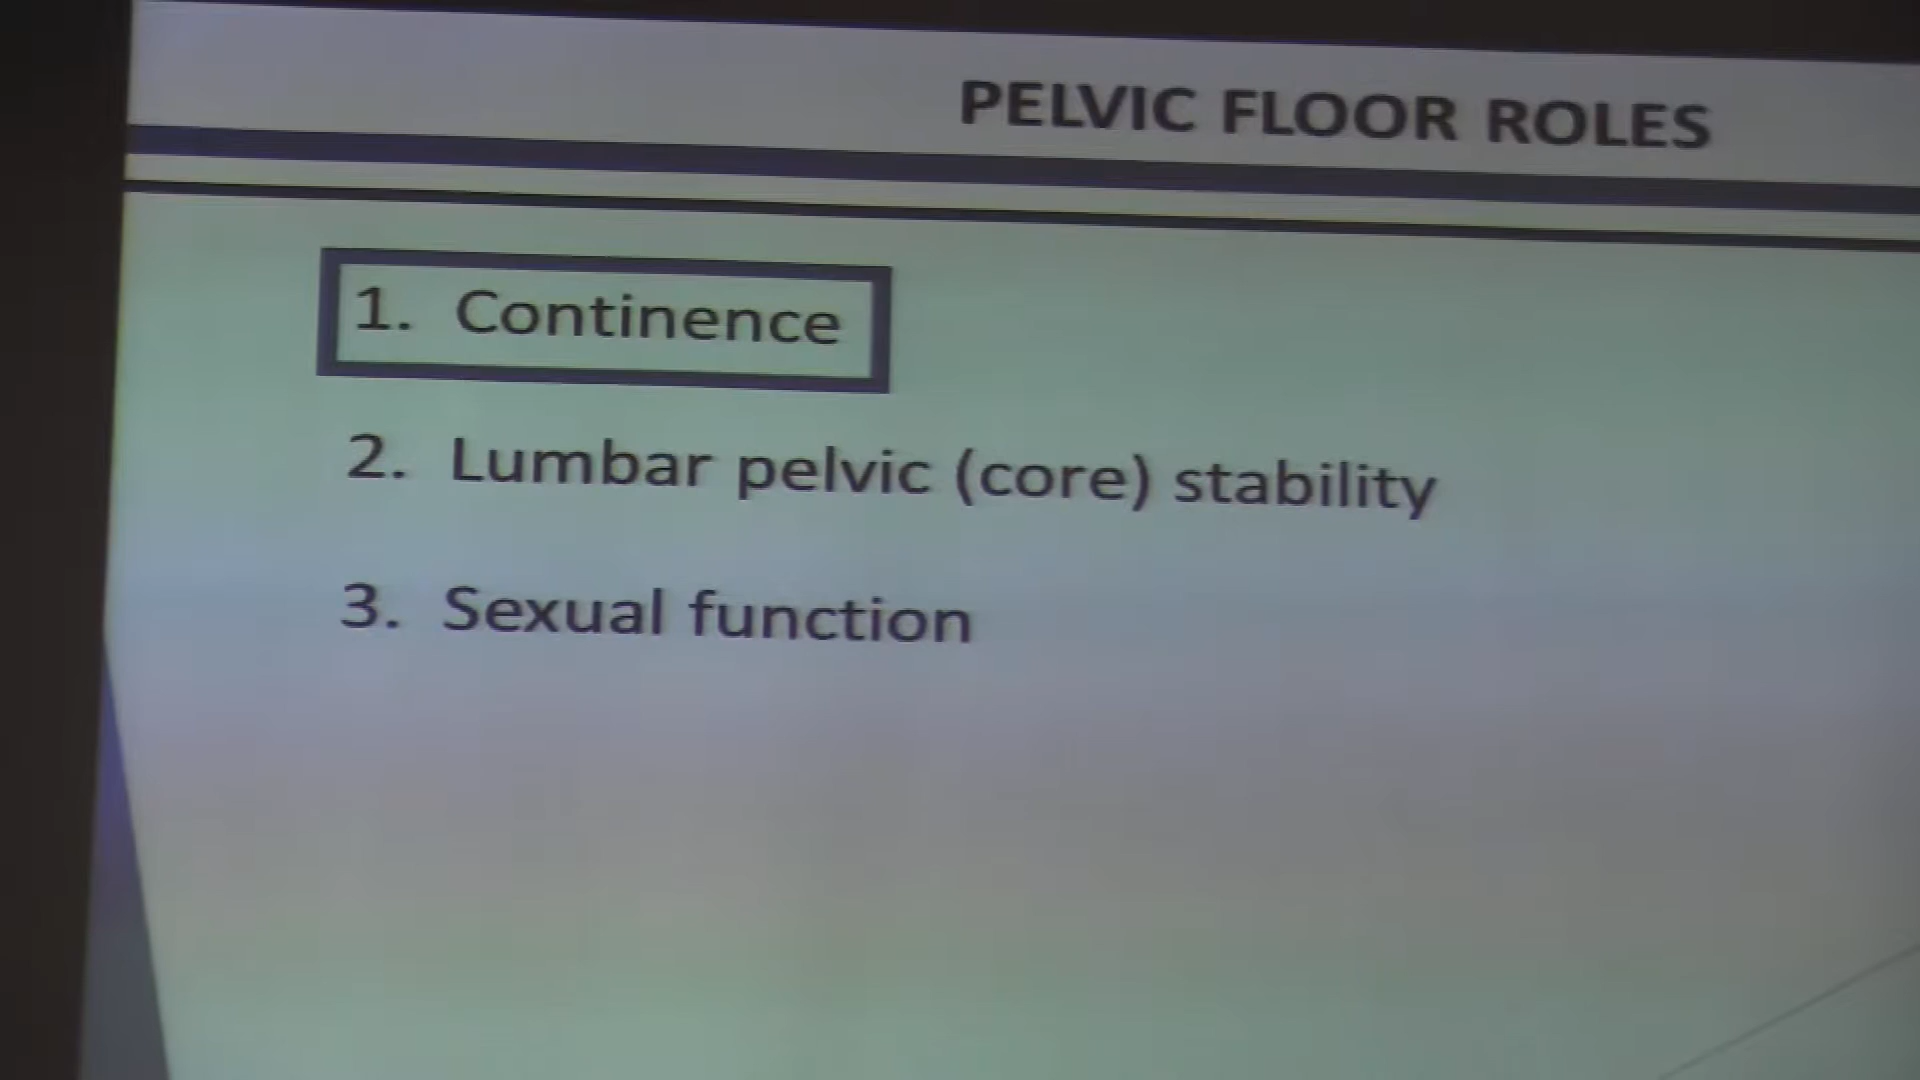 PELVIC FLOOR ROLES
1. Continence
2. Lumbar pelvic (core) stability
3. Sexual function